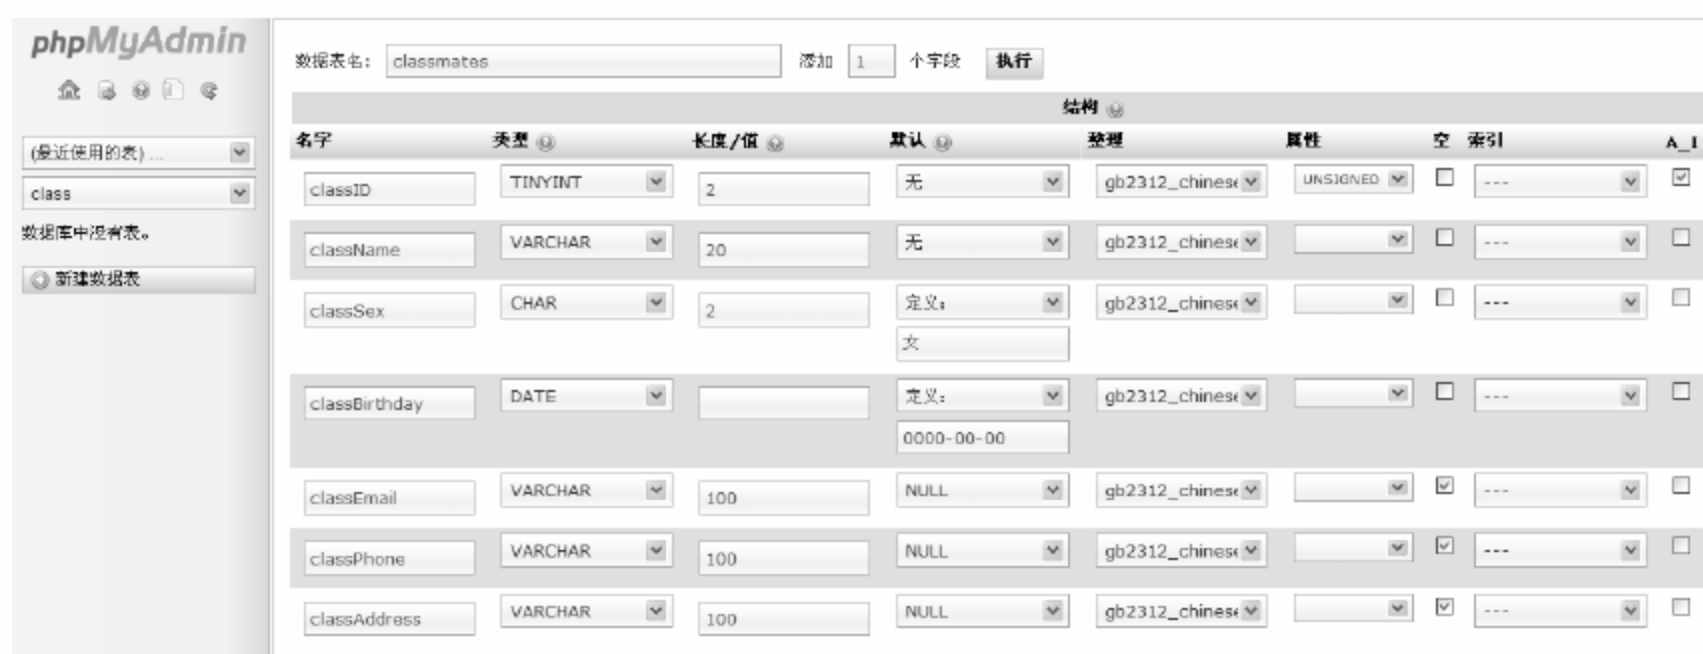 phpMyAdmin
(最近使用的表) ...
class
数据库中没有表。
新建数据表
数据表名: classmates 添加 1 个字段 执行
结构
名字 类型 长度/值 默认 整理 属性 空 索引 A_I
classID TINYINT 2 无 gb2312_chinese UNSIGNED ---
className VARCHAR 20 无 gb2312_chinese ---
classSex CHAR 2 定义: gb2312_chinese ---
女
classBirthday DATE 定义: gb2312_chinese ---
0000-00-00
classEmail VARCHAR 100 NULL gb2312_chinese ---
classPhone VARCHAR 100 NULL gb2312_chinese ---
classAddress VARCHAR 100 NULL gb2312_chinese ---